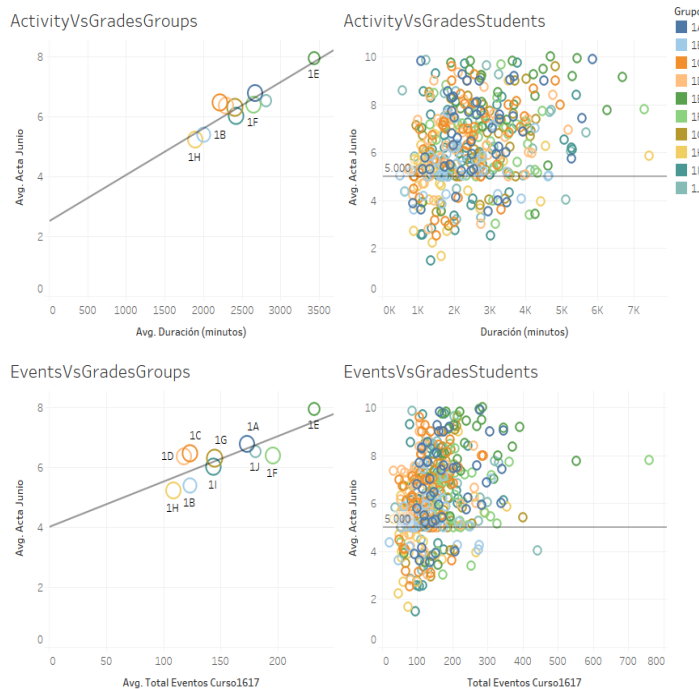 ActivityVsGradesGroups
ActivityVsGradesStudents
Grupo
8
6
4
2
0
Avg. Acta Junio
1E
1F
1B
1H
0 500 1000 1500 2000 2500 3000 3500
Avg. Duración (minutos)
10
8
6
4
2
0
Avg. Acta Junio
5.000
0K 1K 2K 3K 4K 5K 6K 7K
Duración (minutos)
EventsVsGradesGroups
EventsVsGradesStudents
8
6
4
2
0
Avg. Acta Junio
1E
1A
1C
1G
1D
1J
1F
1I
1H
1B
0 50 100 150 200
Avg. Total Eventos Curso1617
10
8
6
4
2
0
Avg. Acta Junio
5.000
0 100 200 300 400 500 600 700 800
Total Eventos Curso1617